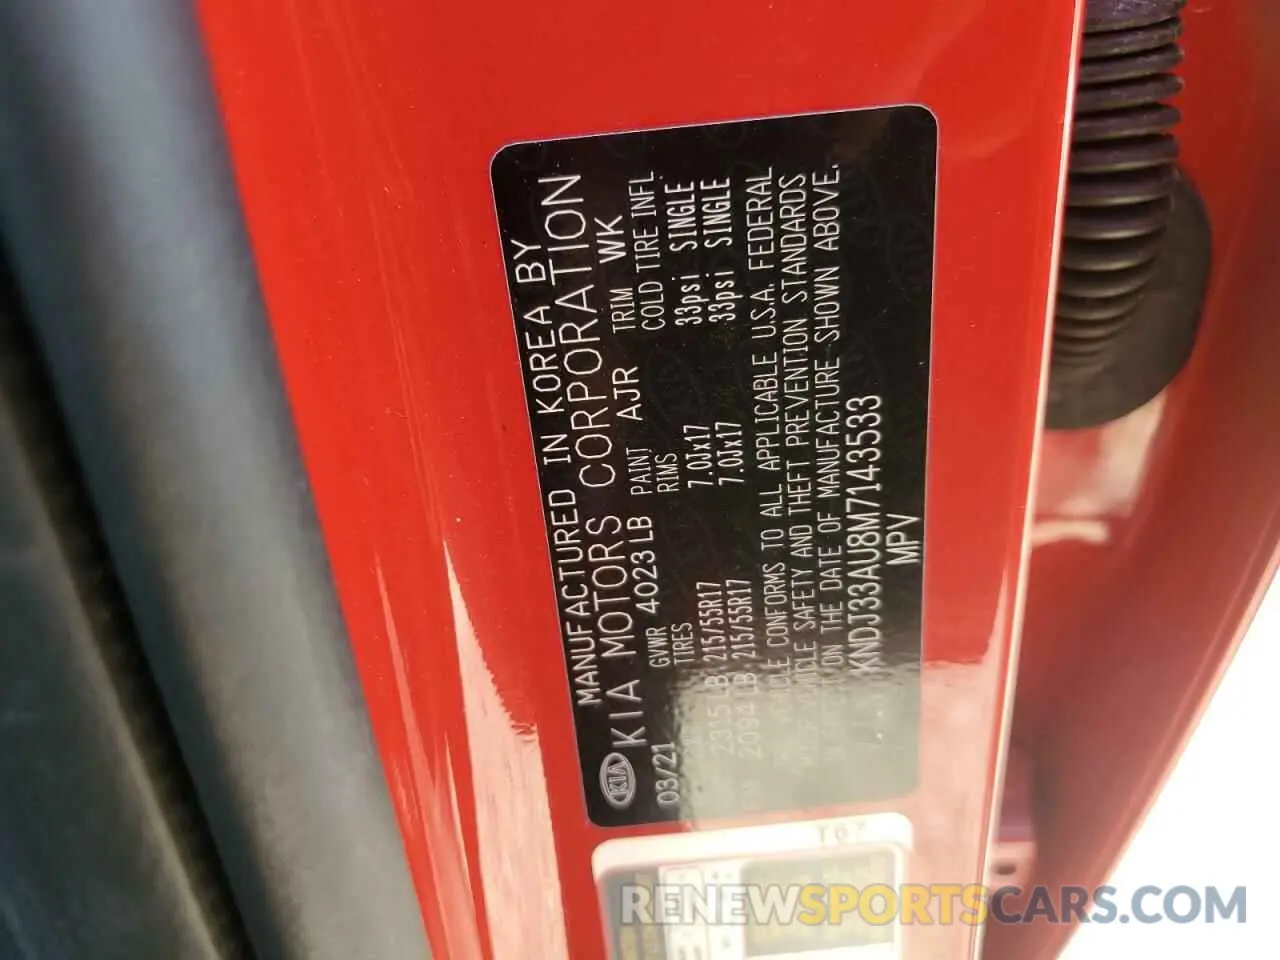 MANUFACTURED IN KOREA BY
KIA KIA MOTORS CORPORATION
03/21 GVWR 4023 LB PAINT AJR TRIM WK
TIRES RIMS COLD TIRE INFL.
2315 LB 215/55R17 7.0Jx17 33psi SINGLE
2094 LB 215/55R17 7.0Jx17 33psi SINGLE
CONFORMS TO ALL APPLICABLE U.S.A. FEDERAL
SAFETY AND THEFT PREVENTION STANDARDS
ON THE DATE OF MANUFACTURE SHOWN ABOVE.
KNDJ33AU8M7143533
MPV
T67
RENEWSPORTSCARS.COM